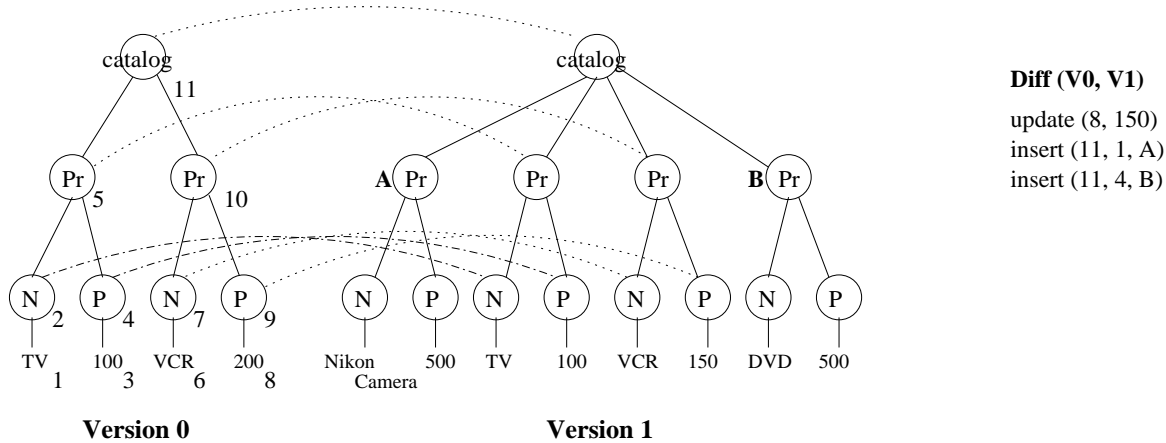 catalog catalog
11
Diff (V0, V1)
update (8, 150)
insert (11, 1, A)
insert (11, 4, B)
Pr Pr A Pr Pr Pr B Pr
5 10
N P N P N P N P N P N P
2 4 7 9
TV 100 VCR 200 Nikon 500 TV 100 VCR 150 DVD 500
Camera
1 3 6 8
Version 0 Version 1